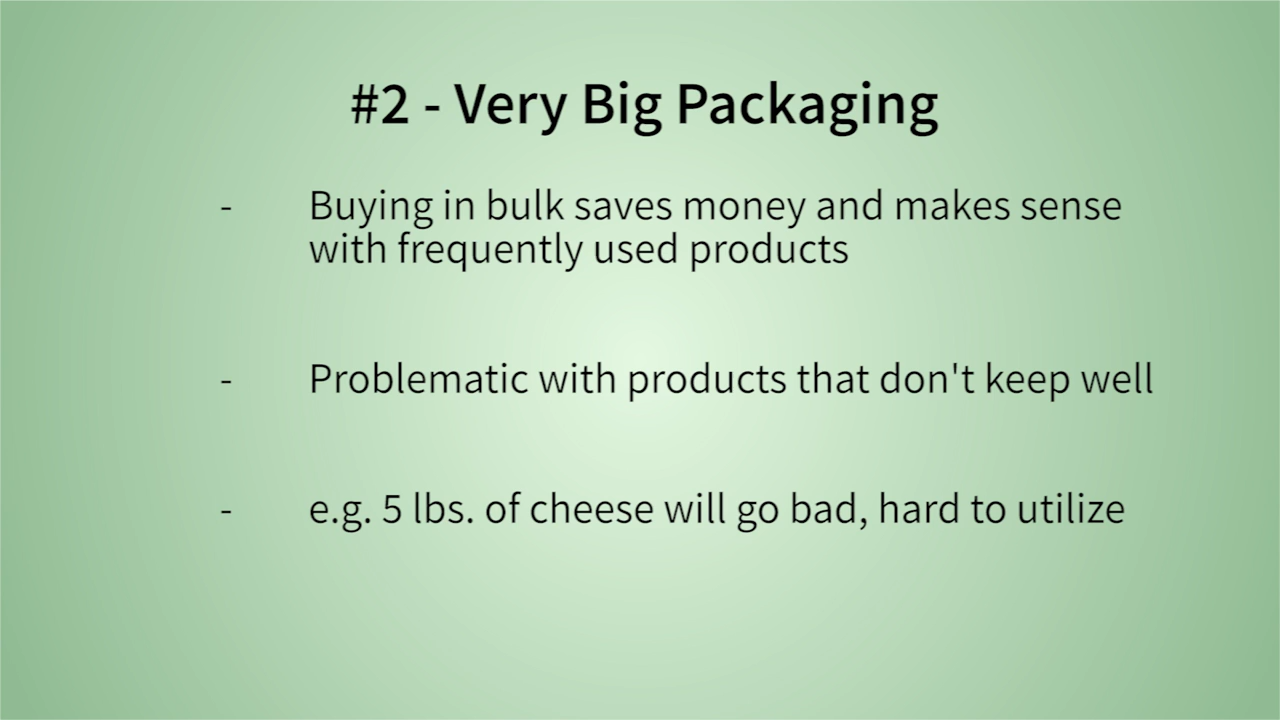 #2 - Very Big Packaging
- Buying in bulk saves money and makes sense
with frequently used products
- Problematic with products that don't keep well
- e.g. 5 lbs. of cheese will go bad, hard to utilize